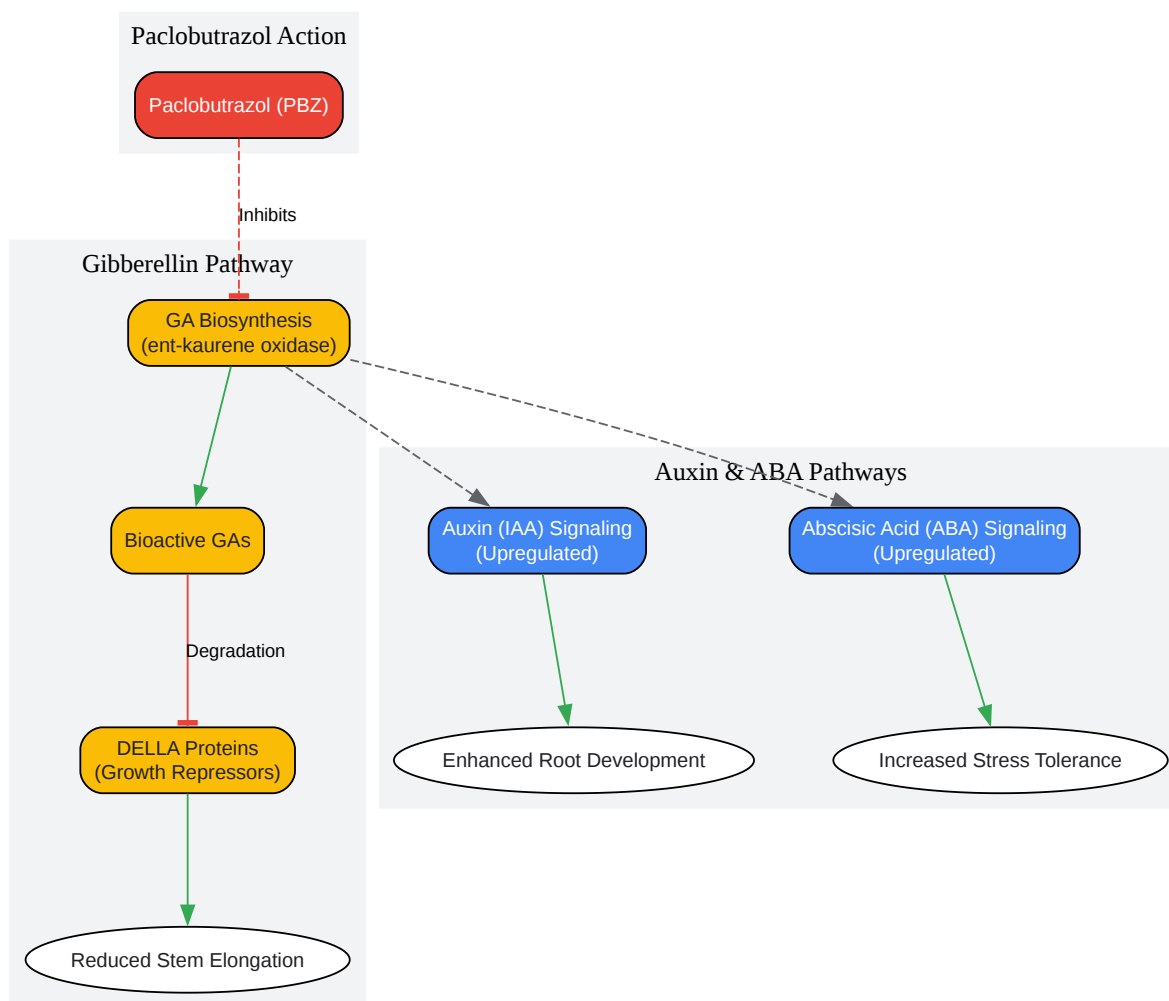 Paclobutrazol Action
Paclobutrazol (PBZ)
Inhibits
Gibberellin Pathway
GA Biosynthesis
(ent-kaurene oxidase)
Auxin & ABA Pathways
Bioactive GAs
Auxin (IAA) Signaling
(Upregulated)
Abscisic Acid (ABA) Signaling
(Upregulated)
Degradation
DELLA Proteins
(Growth Repressors)
Enhanced Root Development
Increased Stress Tolerance
Reduced Stem Elongation